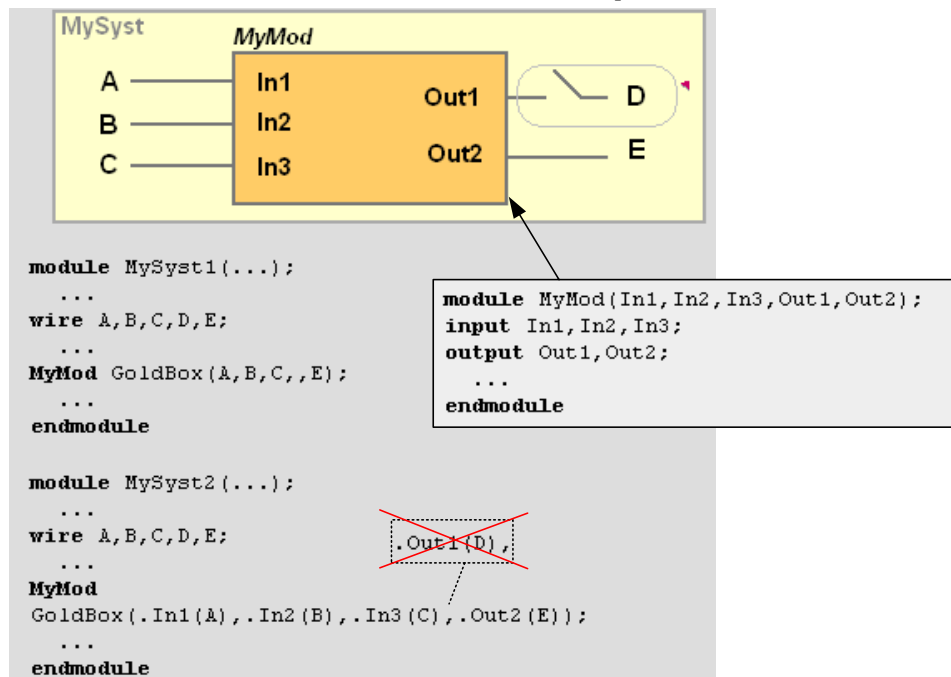 MySyst
MyMod
A
B
C
In1
In2
In3
Out1
Out2
D
E
module MySyst1(...);
...
wire A,B,C,D,E;
...
MyMod GoldBox(A,B,C,,E);
...
endmodule
module MyMod(In1,In2,In3,Out1,Out2);
input In1,In2,In3;
output Out1,Out2;
...
endmodule
module MySyst2(...);
...
wire A,B,C,D,E;
...
.Out1(D),
MyMod
GoldBox(.In1(A),.In2(B),.In3(C),.Out2(E));
...
endmodule